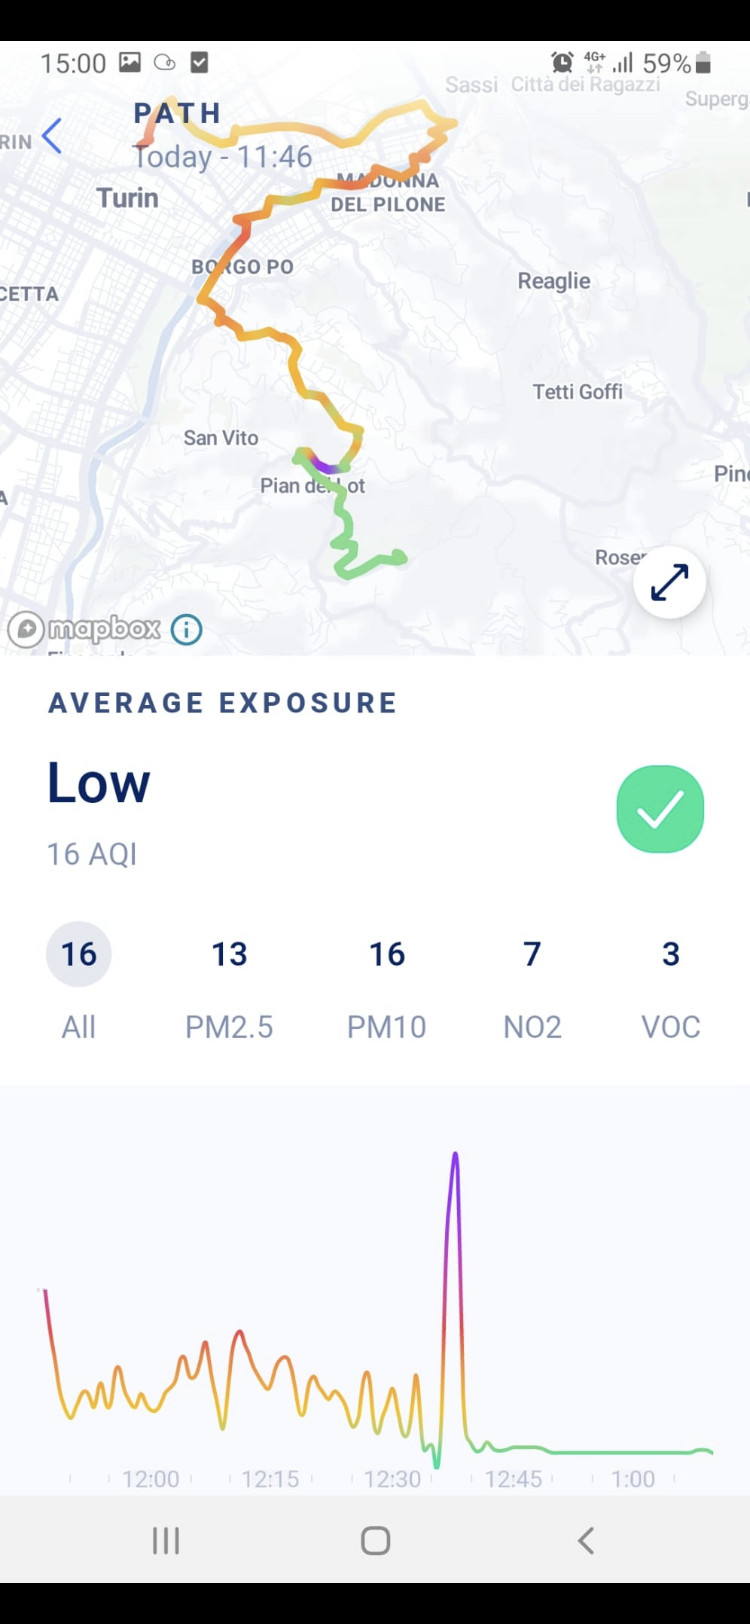 15:00
4G+
59%
Sassi Città dei Ragazzi
Superg
PATH
RIN
Today - 11:46
MADONNA
DEL PILONE
Turin
BORGO PO
Reaglie
CETTA
Tetti Goffi
San Vito
Pian del Lot
Pino
A
Roser
mapbox
AVERAGE EXPOSURE
Low
16 AQI
16 13 16 7 3
All PM2.5 PM10 NO2 VOC
12:00 12:15 12:30 12:45 1:00